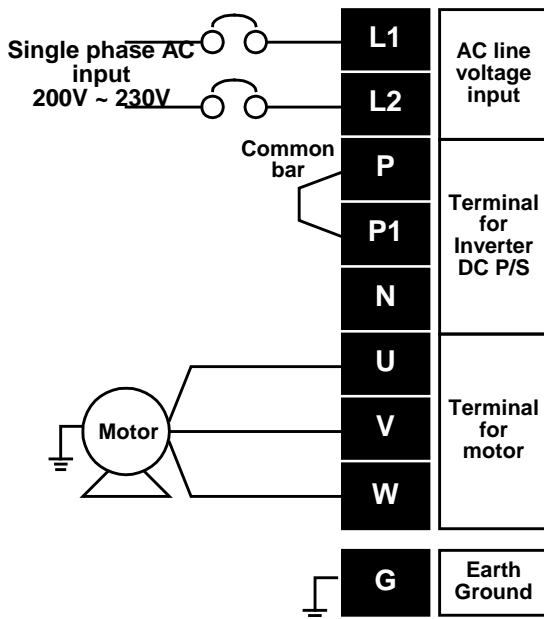 Single phase AC
input
200V ~ 230V
L1
L2
AC line
voltage
input
Common
bar
P
P1
N
Terminal
for
Inverter
DC P/S
Motor
U
V
W
Terminal
for
motor
G
Earth
Ground